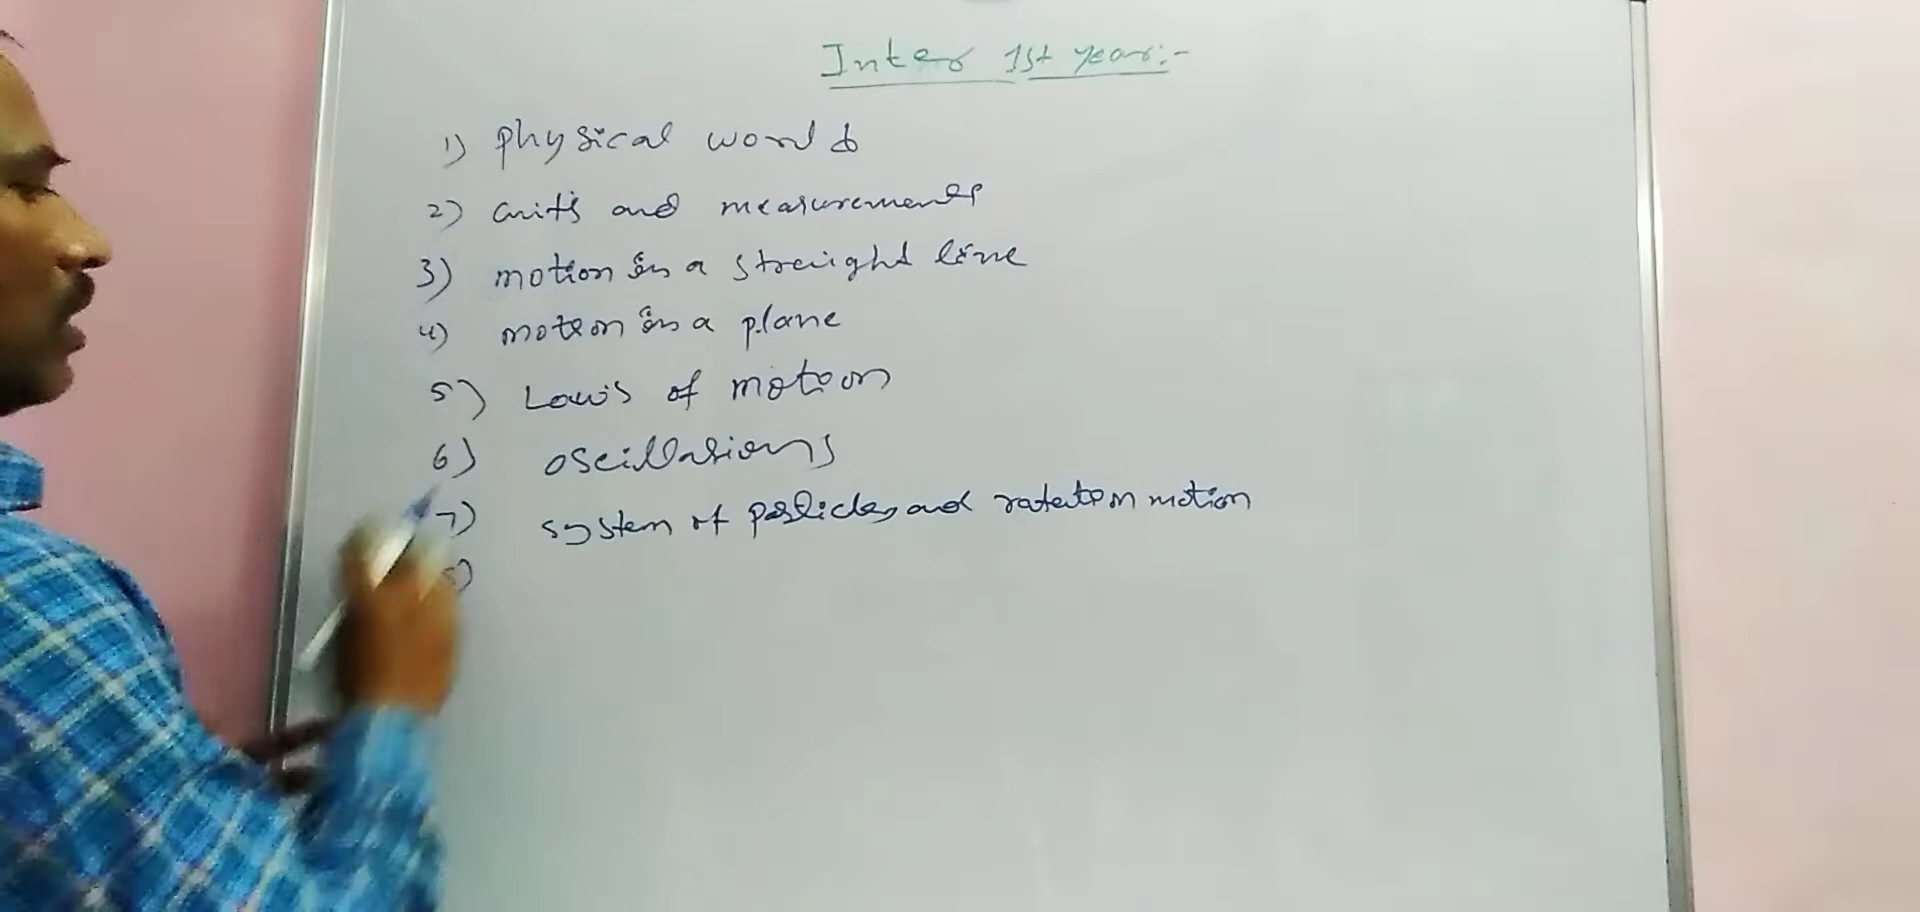 Inter 1st year:-
1) physical world
2) units and measurements
3) motion in a straight line
4) motion in a plane
5) Laws of motion
6) oscillations
7) system of particles and rotation motion
8)